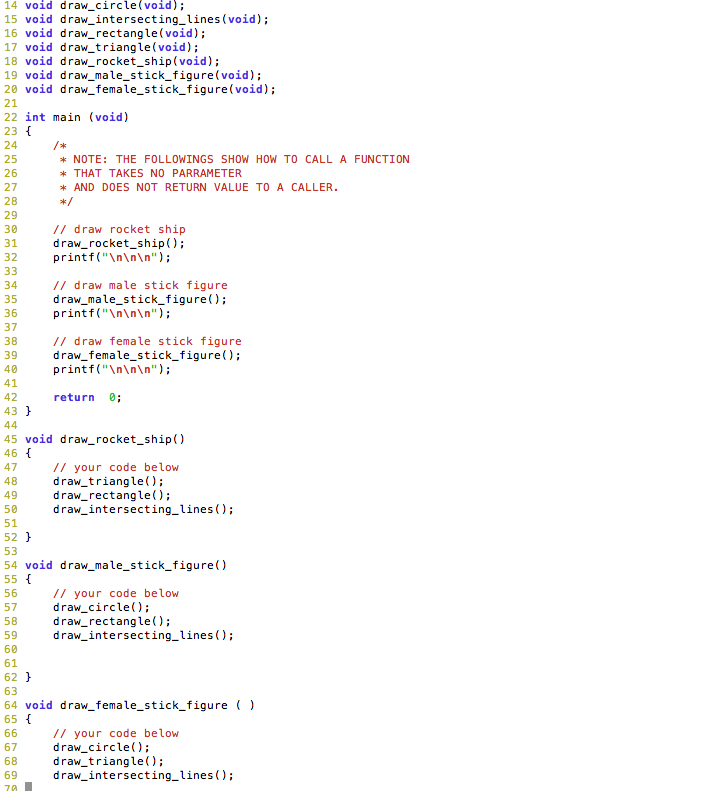 14 void draw_circle(void);
15 void draw_intersecting_lines(void);
16 void draw_rectangle(void);
17 void draw_triangle(void);
18 void draw_rocket_ship(void);
19 void draw_male_stick_figure(void);
20 void draw_female_stick_figure(void);
21
22 int main (void)
23 {
24     /*
25      * NOTE: THE FOLLOWINGS SHOW HOW TO CALL A FUNCTION
26      * THAT TAKES NO PARRAMETER
27      * AND DOES NOT RETURN VALUE TO A CALLER.
28      */
29
30     // draw rocket ship
31     draw_rocket_ship();
32     printf("\n\n\n");
33
34     // draw male stick figure
35     draw_male_stick_figure();
36     printf("\n\n\n");
37
38     // draw female stick figure
39     draw_female_stick_figure();
40     printf("\n\n\n");
41
42     return  0;
43 }
44
45 void draw_rocket_ship()
46 {
47     // your code below
48     draw_triangle();
49     draw_rectangle();
50     draw_intersecting_lines();
51
52 }
53
54 void draw_male_stick_figure()
55 {
56     // your code below
57     draw_circle();
58     draw_rectangle();
59     draw_intersecting_lines();
60
61
62 }
63
64 void draw_female_stick_figure ( )
65 {
66     // your code below
67     draw_circle();
68     draw_triangle();
69     draw_intersecting_lines();
70